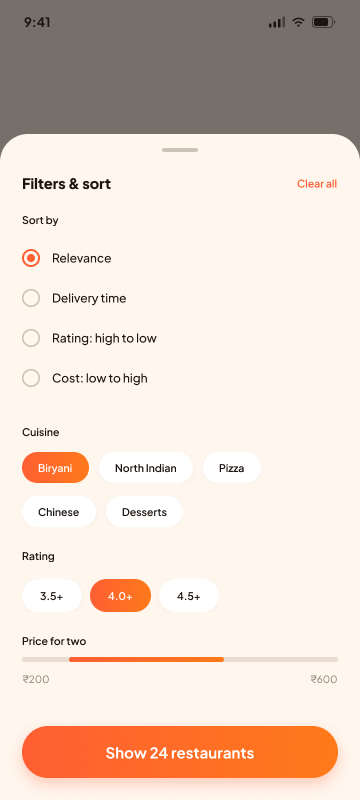 9:41
Filters & sort
Clear all
Sort by
Relevance
Delivery time
Rating: high to low
Cost: low to high
Cuisine
Biryani
North Indian
Pizza
Chinese
Desserts
Rating
3.5+
4.0+
4.5+
Price for two
₹200
₹600
Show 24 restaurants